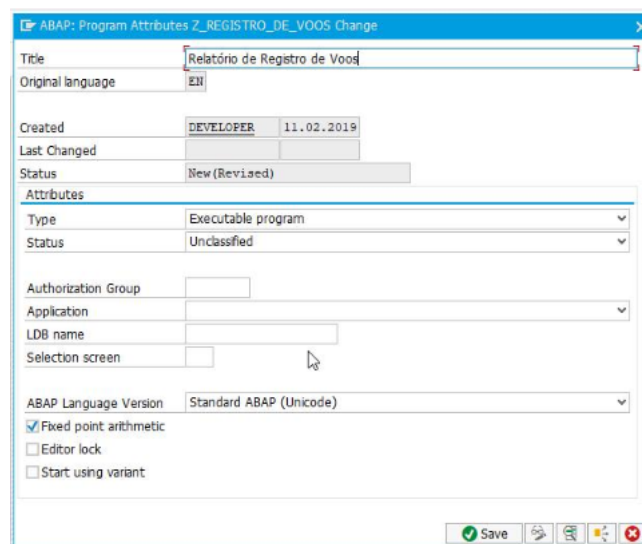 ABAP: Program Attributes Z_REGISTRO_DE_VOOS Change
Title Relatório de Registro de Voos
Original language EN
Created DEVELOPER 11.02.2019
Last Changed
Status New(Revised)
Attributes
Type Executable program
Status Unclassified
Authorization Group
Application
LDB name
Selection screen
ABAP Language Version Standard ABAP (Unicode)
Fixed point arithmetic
Editor lock
Start using variant
Save